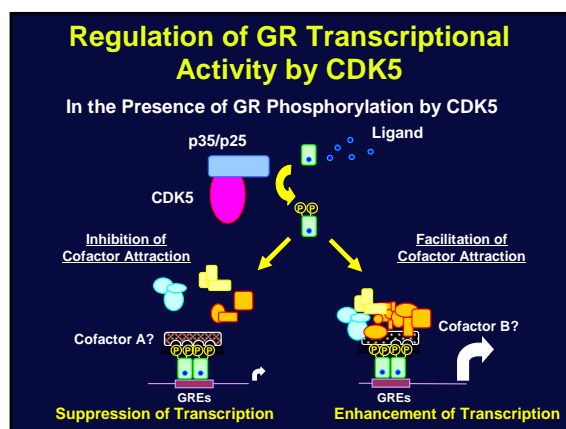 Regulation of GR Transcriptional
Activity by CDK5
In the Presence of GR Phosphorylation by CDK5
p35/p25
Ligand
CDK5
P P
Inhibition of
Cofactor Attraction
Facilitation of
Cofactor Attraction
Cofactor A?
Cofactor B?
P P P P
P P P P
GREs
GREs
Suppression of Transcription
Enhancement of Transcription